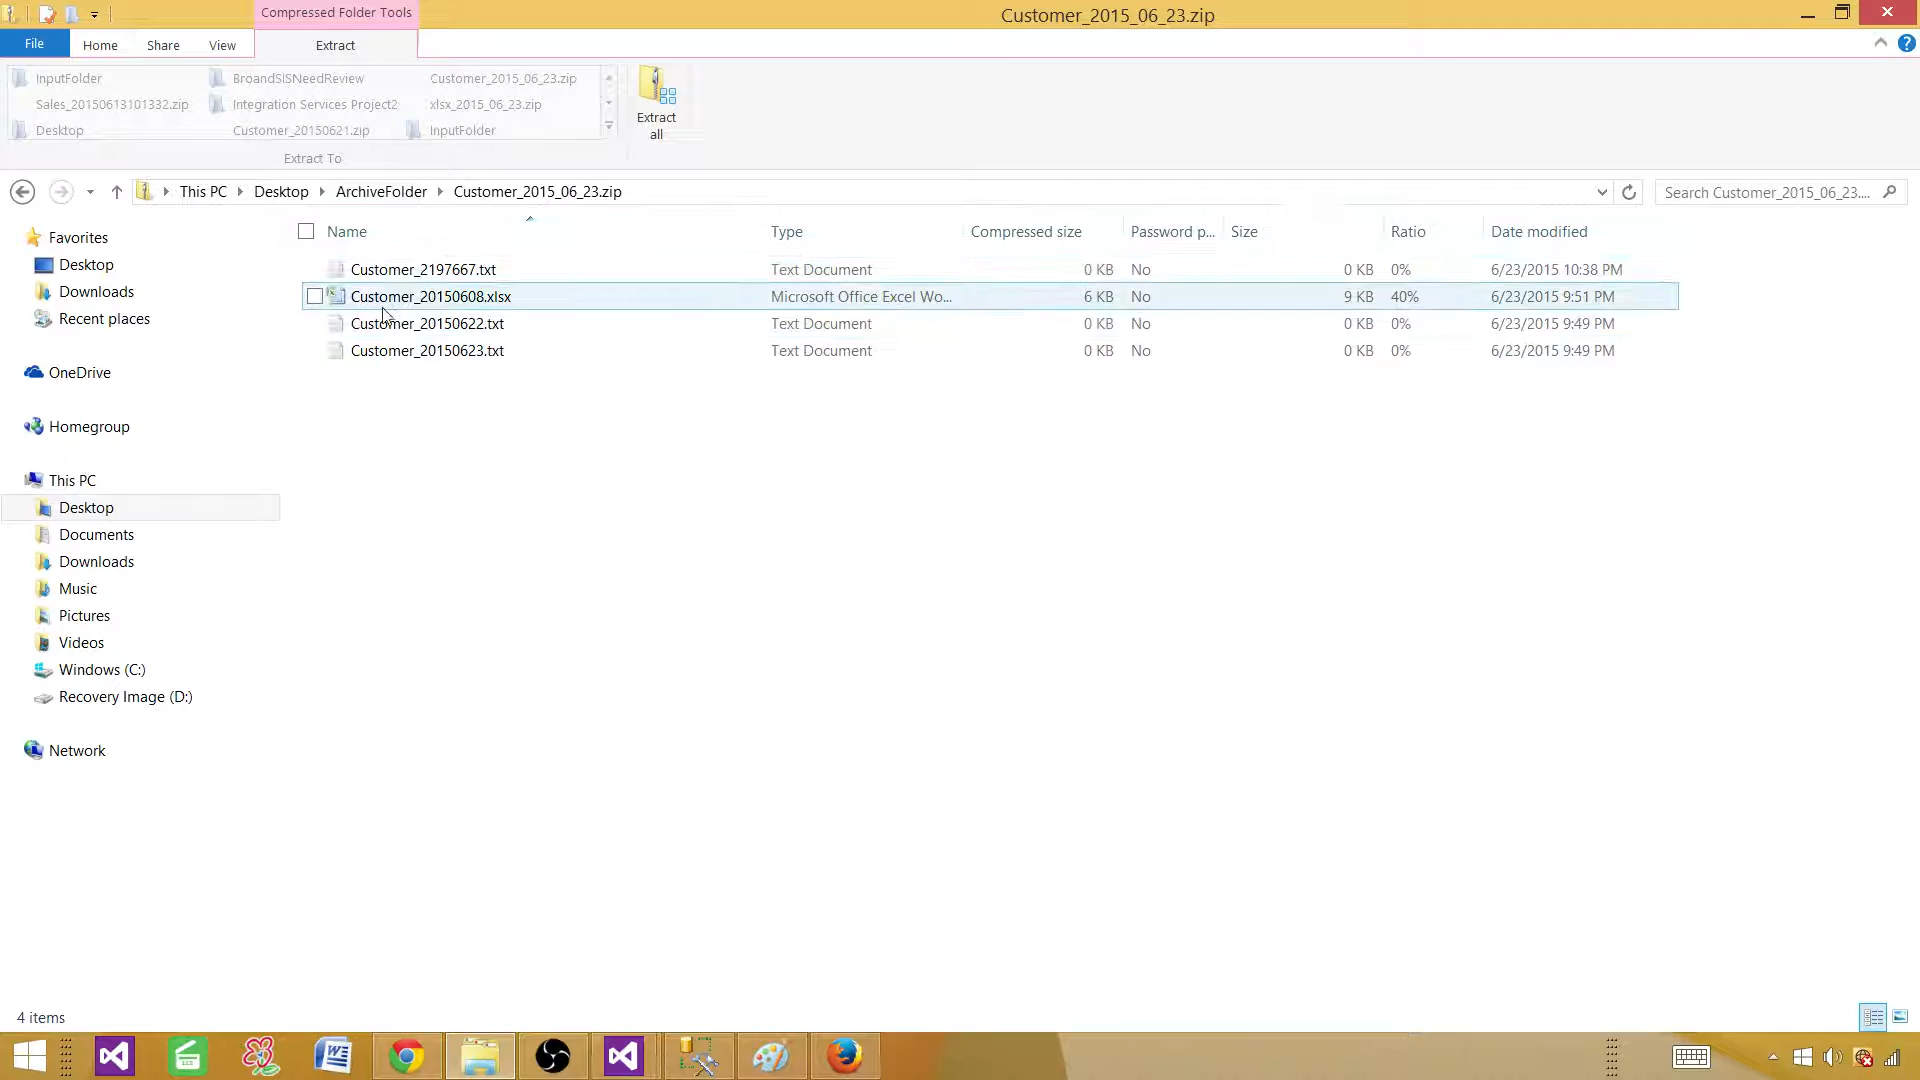 Compressed Folder Tools
Customer_2015_06_23.zip
File Home Share View Extract
InputFolder BroandSISNeedReview Customer_2015_06_23.zip
Sales_20150613101332.zip Integration Services Project2 xlsx_2015_06_23.zip
Desktop Customer_20150621.zip InputFolder
Extract all
Extract To
This PC Desktop ArchiveFolder Customer_2015_06_23.zip
Search Customer_2015_06_23....
Name Type Compressed size Password p... Size Ratio Date modified
Customer_2197667.txt Text Document 0 KB No 0 KB 0% 6/23/2015 10:38 PM
Customer_20150608.xlsx Microsoft Office Excel Wo... 6 KB No 9 KB 40% 6/23/2015 9:51 PM
Customer_20150622.txt Text Document 0 KB No 0 KB 0% 6/23/2015 9:49 PM
Customer_20150623.txt Text Document 0 KB No 0 KB 0% 6/23/2015 9:49 PM
Favorites
Desktop
Downloads
Recent places
OneDrive
Homegroup
This PC
Desktop
Documents
Downloads
Music
Pictures
Videos
Windows (C:)
Recovery Image (D:)
Network
4 items